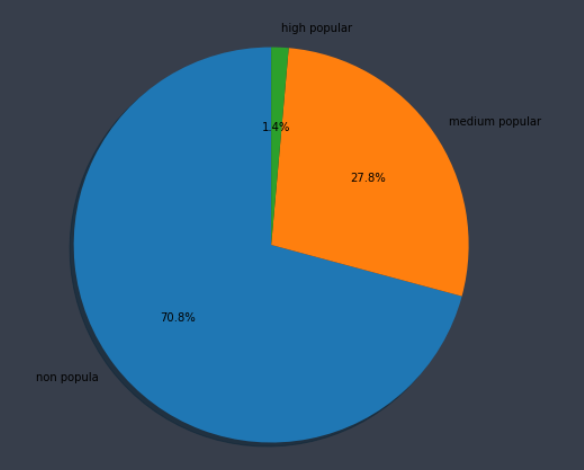 high popular
medium popular
1.4%
27.8%
70.8%
non popula